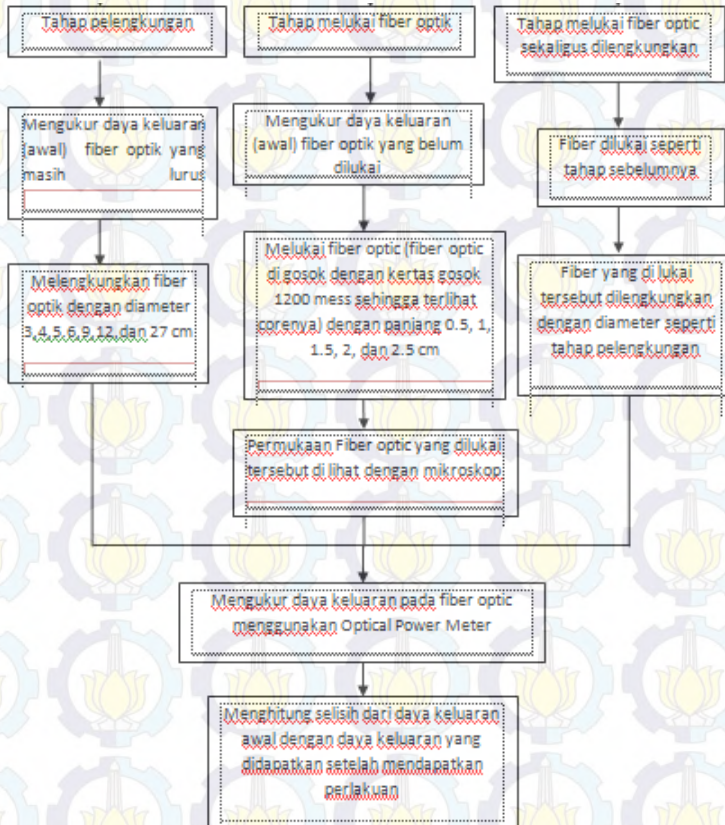 Tahap pelengkungan
Mengukur daya keluaran
(awal) fiber optik yang
masih lurus
Melengkungkan fiber
optik dengan diameter
3,4,5,6,9,12,dan 27 cm
Tahap melukai fiber optik
Mengukur daya keluaran
(awal) fiber optik yang belum
dilukai
Melukai fiber optic (fiber optic
di gosok dengan kertas gosok
1200 mess sehingga terlihat
corenya) dengan panjang 0.5, 1,
1.5, 2, dan 2.5 cm
Permukaan Fiber optic yang dilukai
tersebut di lihat dengan mikroskop
Tahap melukai fiber optic
sekaligus dilengkungkan
Fiber dilukai seperti
tahap sebelumnya
Fiber yang di lukai
tersebut dilengkungkan
dengan diameter seperti
tahap pelengkungan
Mengukur daya keluaran pada fiber optic
menggunakan Optical Power Meter
Menghitung selisih dari daya keluaran
awal dengan daya keluaran yang
didapatkan setelah mendapatkan
perlakuan